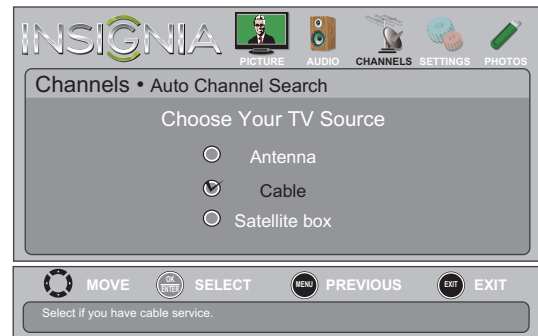 INSIGNIA
PICTURE AUDIO CHANNELS SETTINGS PHOTOS
Channels • Auto Channel Search
Choose Your TV Source
Antenna
Cable
Satellite box
MOVE OK ENTER SELECT MENU PREVIOUS EXIT EXIT
Select if you have cable service.